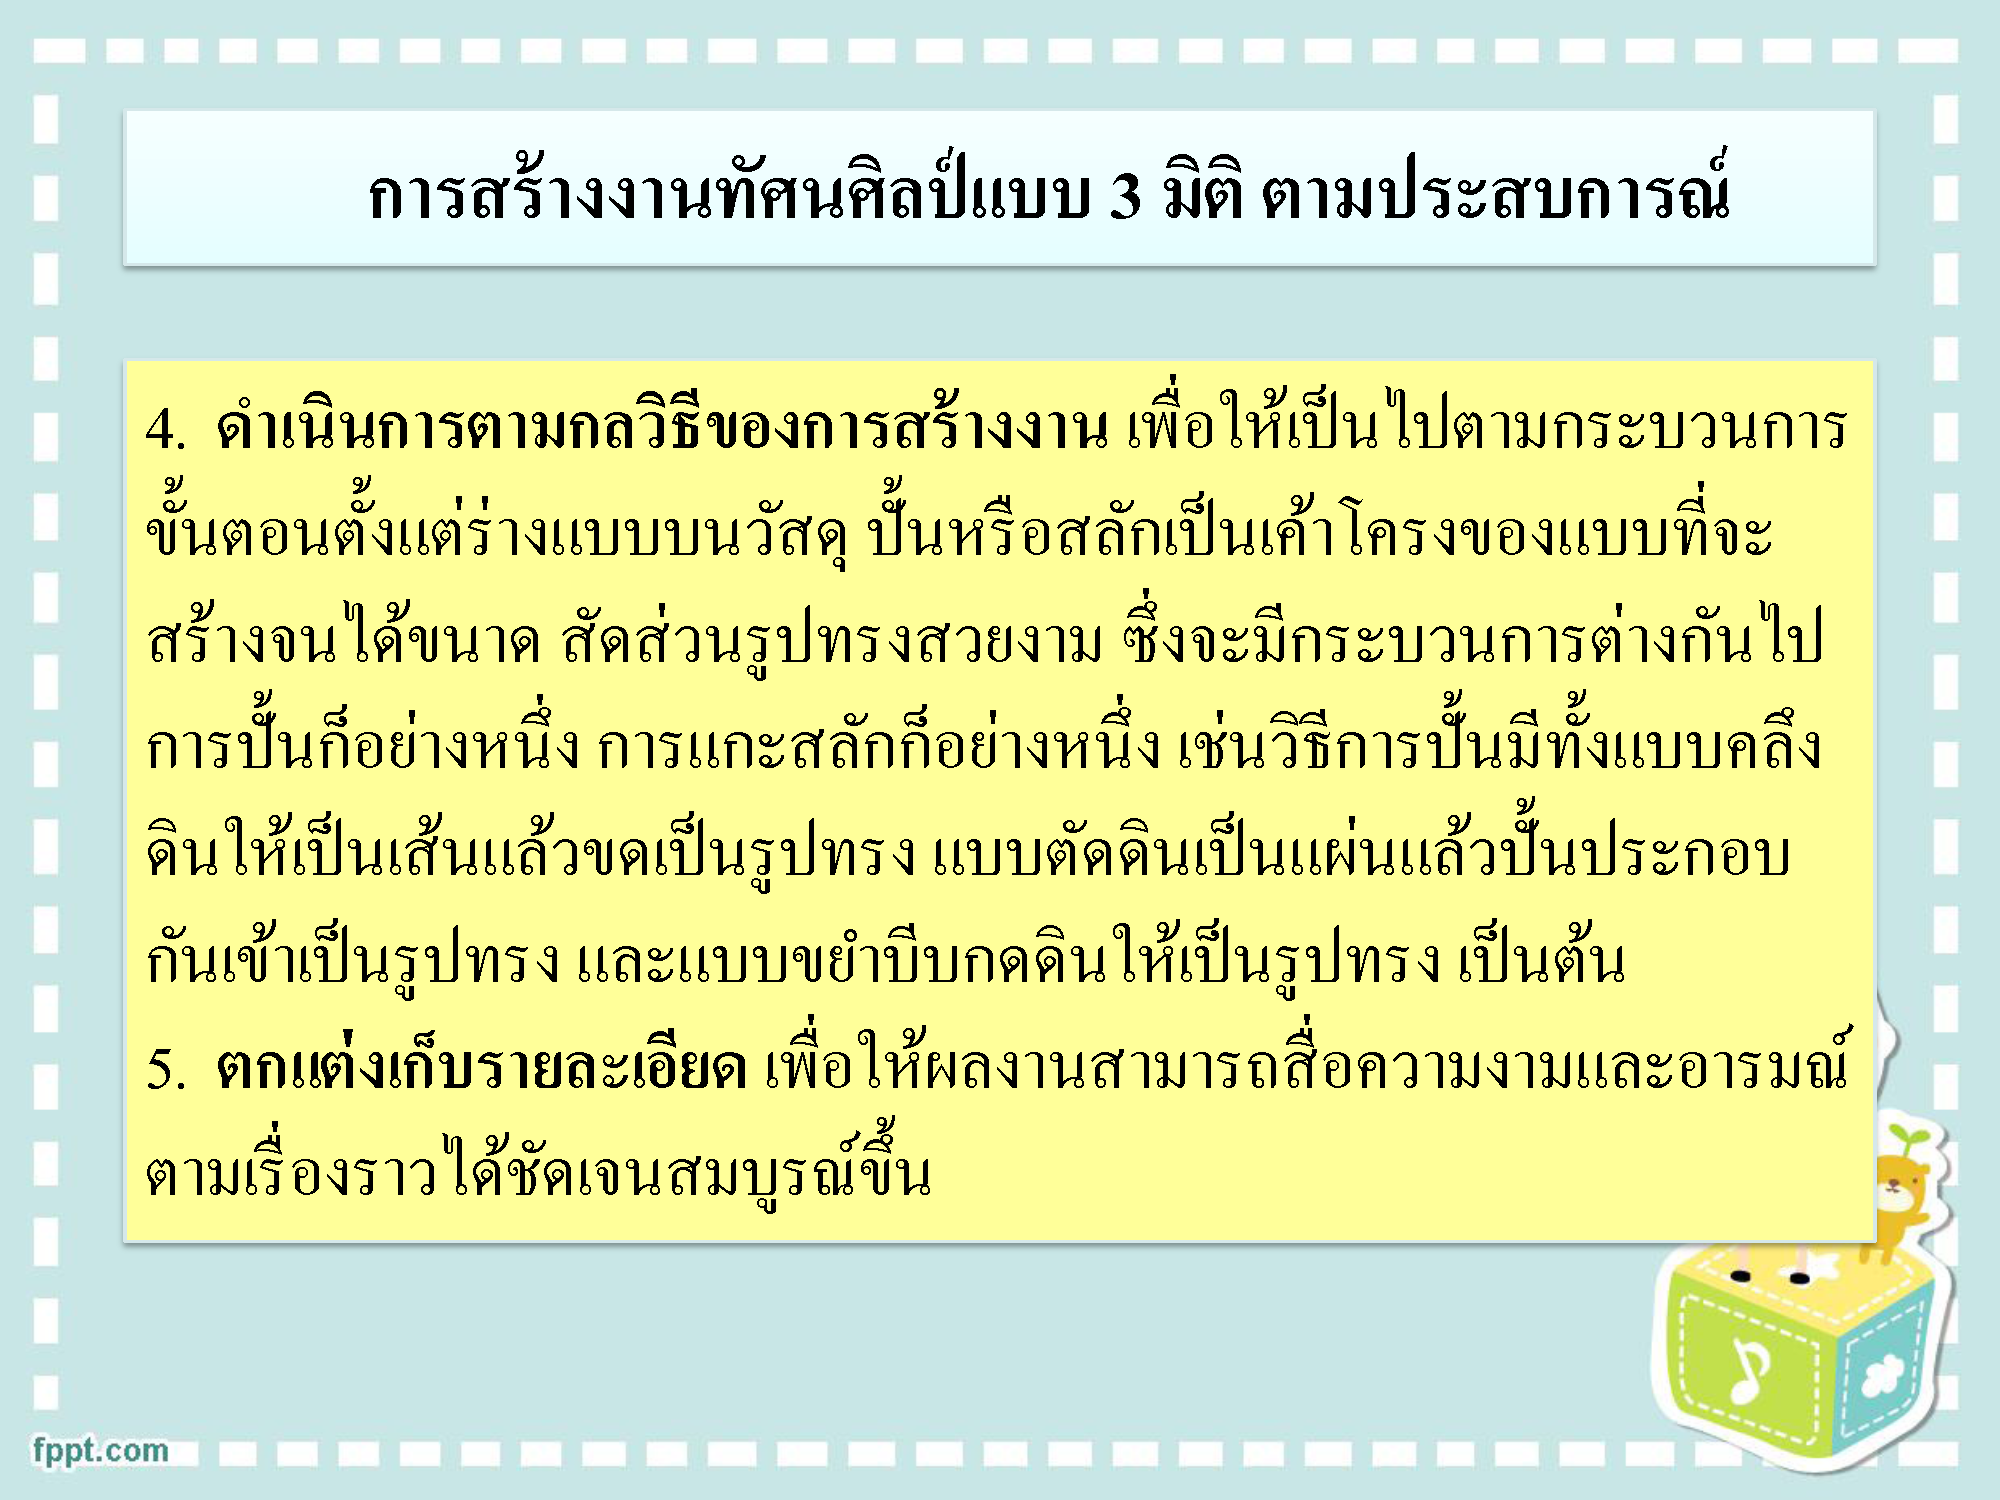 การสร้างงานทัศนศิลป์แบบ 3 มิติ ตามประสบการณ์
4. ดำเนินการตามกลวิธีของการสร้างงาน เพื่อให้เป็นไปตามกระบวนการ
ขั้นตอนตั้งแต่ร่างแบบบนวัสดุ ปั้นหรือสลักเป็นเค้าโครงของแบบที่จะ
สร้างจนได้ขนาด สัดส่วนรูปทรงสวยงาม ซึ่งจะมีกระบวนการต่างกันไป
การปั้นก็อย่างหนึ่ง การแกะสลักก็อย่างหนึ่ง เช่นวิธีการปั้นมีทั้งแบบคลึง
ดินให้เป็นเส้นแล้วขดเป็นรูปทรง แบบตัดดินเป็นแผ่นแล้วปั้นประกอบ
กันเข้าเป็นรูปทรง และแบบขยำบีบกดดินให้เป็นรูปทรง เป็นต้น
5. ตกแต่งเก็บรายละเอียด เพื่อให้ผลงานสามารถสื่อความงามและอารมณ์
ตามเรื่องราวได้ชัดเจนสมบูรณ์ขึ้น
fppt.com